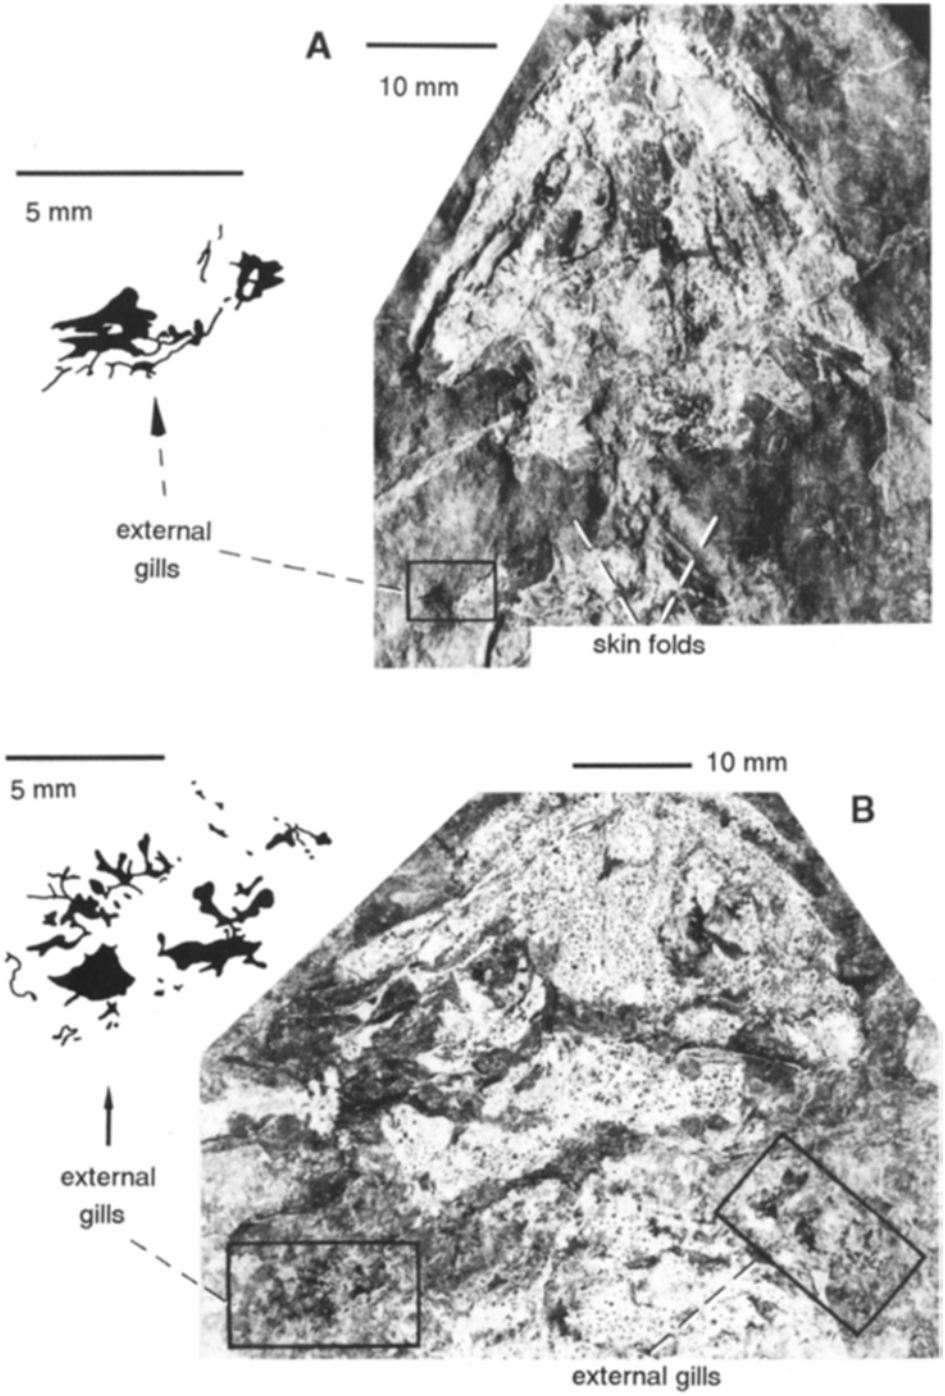 A
10 mm
5 mm
external
gills
skin folds
5 mm
10 mm
B
external
gills
external gills